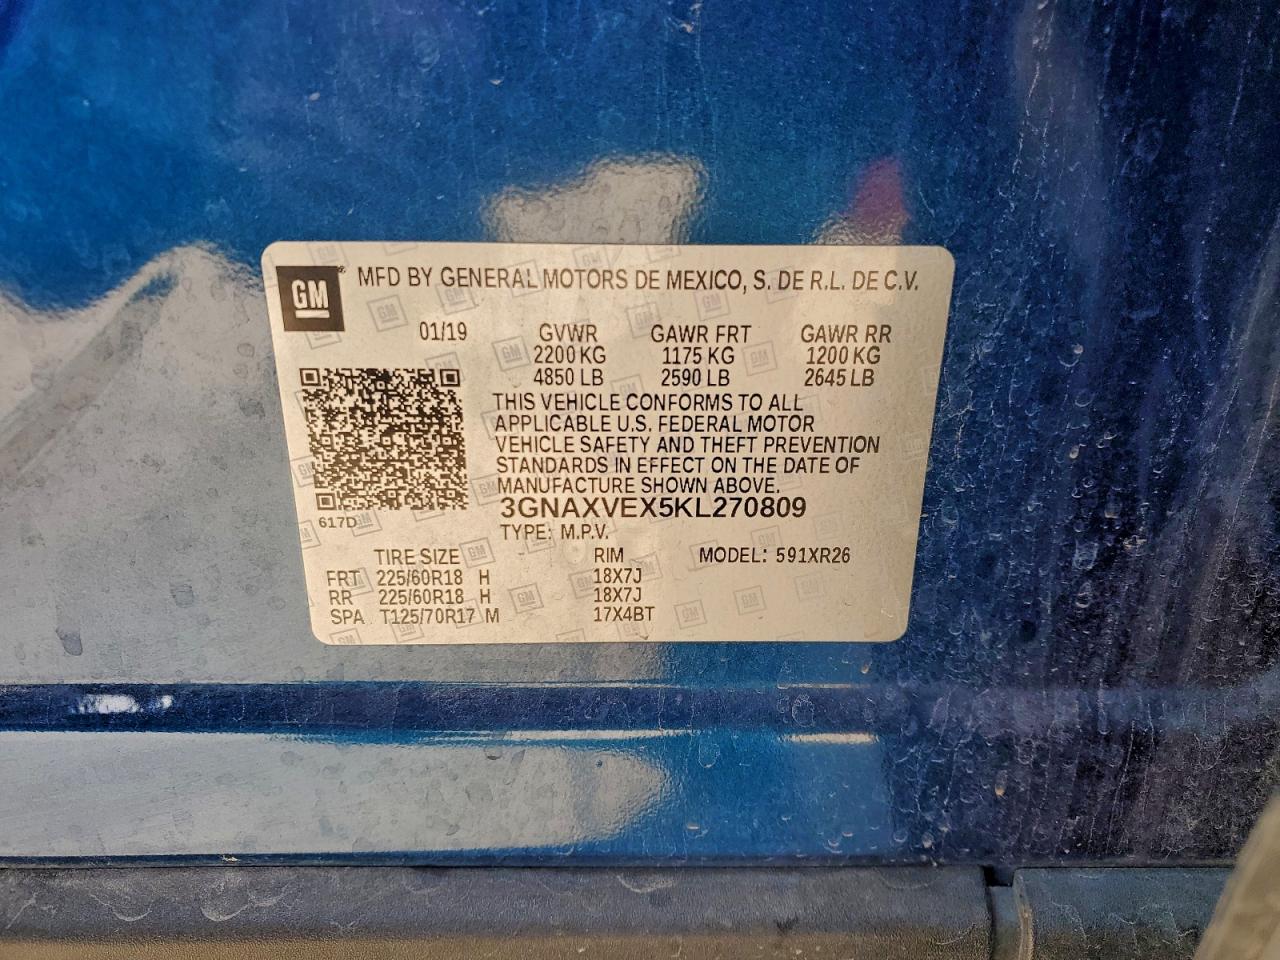 GM
MFD BY GENERAL MOTORS DE MEXICO, S. DE R.L. DE C.V.
01/19 GVWR GAWR FRT GAWR RR
2200 KG 1175 KG 1200 KG
4850 LB 2590 LB 2645 LB
THIS VEHICLE CONFORMS TO ALL
APPLICABLE U.S. FEDERAL MOTOR
VEHICLE SAFETY AND THEFT PREVENTION
STANDARDS IN EFFECT ON THE DATE OF
MANUFACTURE SHOWN ABOVE.
3GNAXVEX5KL270809
617D
TYPE: M.P.V.
TIRE SIZE RIM MODEL: 591XR26
FRT 225/60R18 H 18X7J
RR 225/60R18 H 18X7J
SPA T125/70R17 M 17X4BT